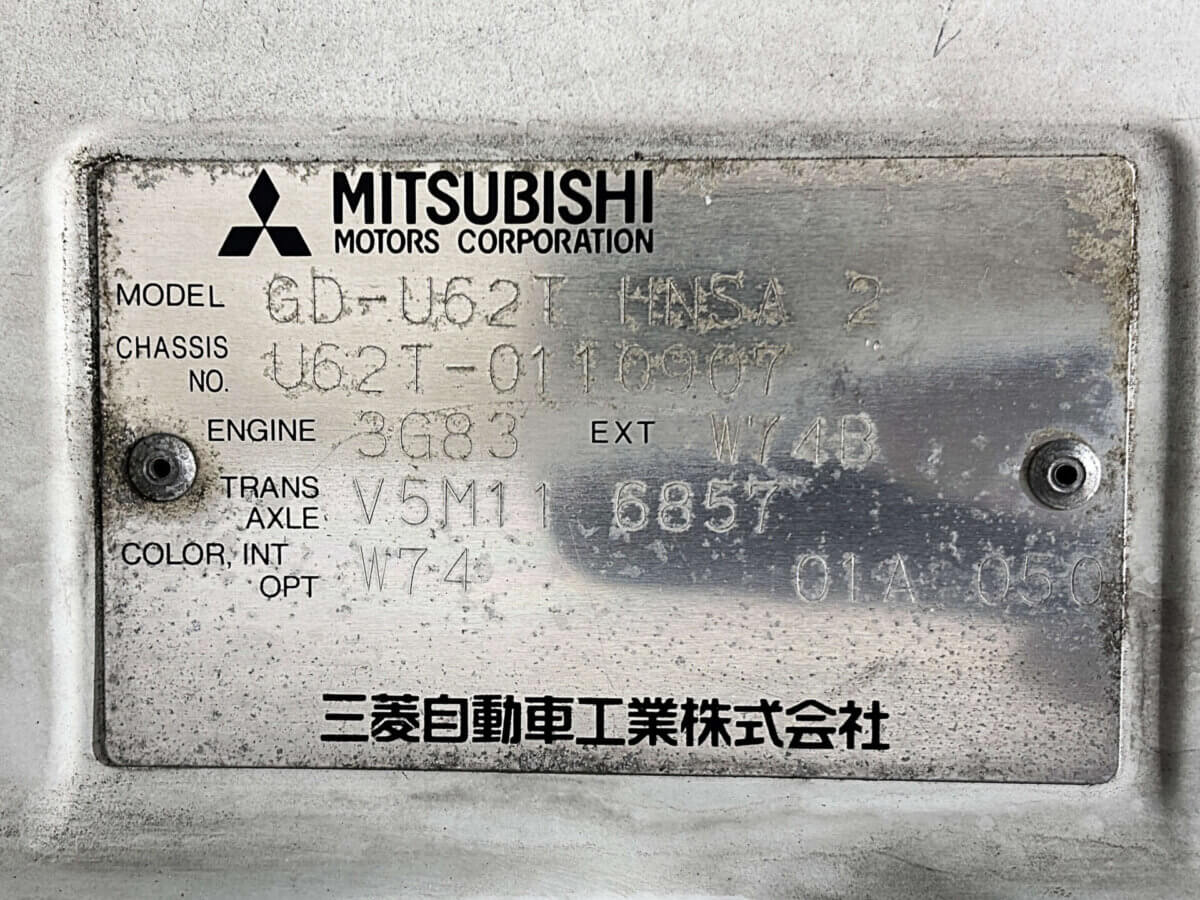 MITSUBISHI
MOTORS CORPORATION
MODEL GD-U62T HNSA 2
CHASSIS NO. U62T-0110907
ENGINE 3G83 EXT W74B
TRANS AXLE V5M11 6857
COLOR, INT OPT W74 01A 050
三菱自動車工業株式会社